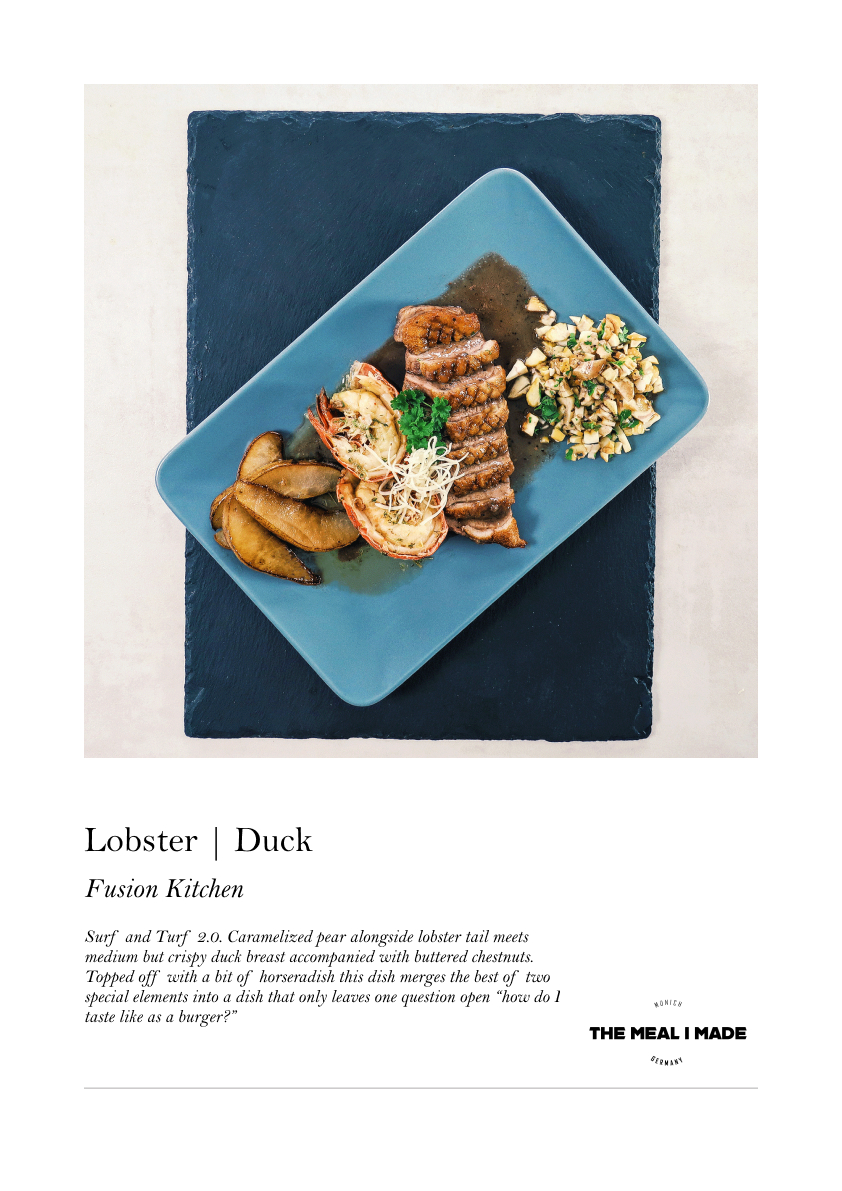 Lobster | Duck
Fusion Kitchen
Surf and Turf 2.0. Caramelized pear alongside lobster tail meets
medium but crispy duck breast accompanied with buttered chestnuts.
Topped off with a bit of horseradish this dish merges the best of two
special elements into a dish that only leaves one question open “how do I
taste like as a burger?”
MUNICH
THE MEAL I MADE
GERMANY